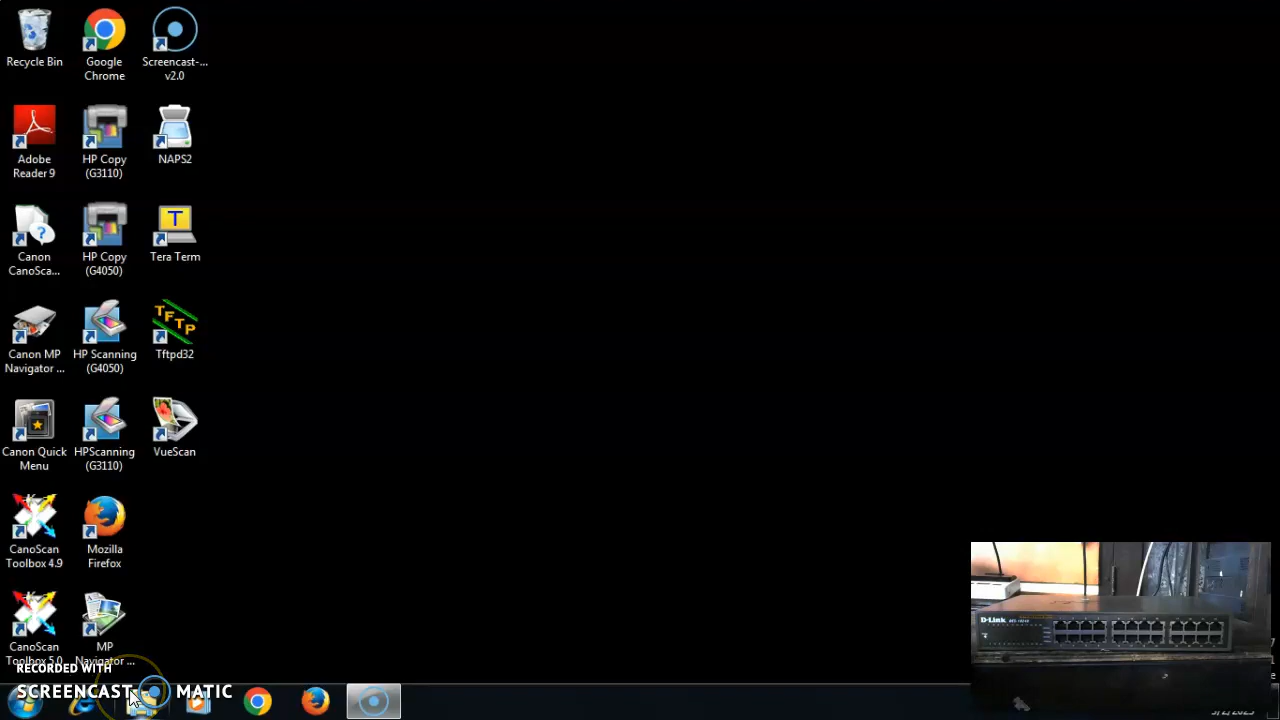 Recycle Bin
Google
Chrome
Screencast-...
v2.0
Adobe
Reader 9
HP Copy
(G3110)
NAPS2
Canon
CanoSca...
HP Copy
(G4050)
Tera Term
Canon MP
Navigator ...
HP Scanning
(G4050)
TFTP
Tftpd32
Canon Quick
Menu
HPScanning
(G3110)
VueScan
CanoScan
Toolbox 4.9
Mozilla
Firefox
CanoScan
Toolbox 5.0
MP
Navigator ...
RECORDED WITH
SCREENCAST MATIC
D-Link